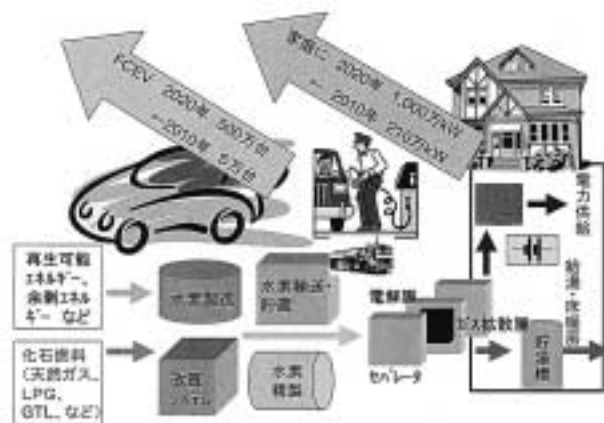 FCEV 2020年 500万台
←2010年 5万台
家庭に 2020年 1,000万kW
← 2010年 210万kW
電力供給
給湯・
再生可能
エネルギー、
余剰エネル
ギー など
水素製造
水素輸送・
貯蔵
電解質
ガス拡散層
セパレータ
貯湯槽
化石燃料
(天然ガス、
LPG、
GTL、など)
改質
システム
水素
精製